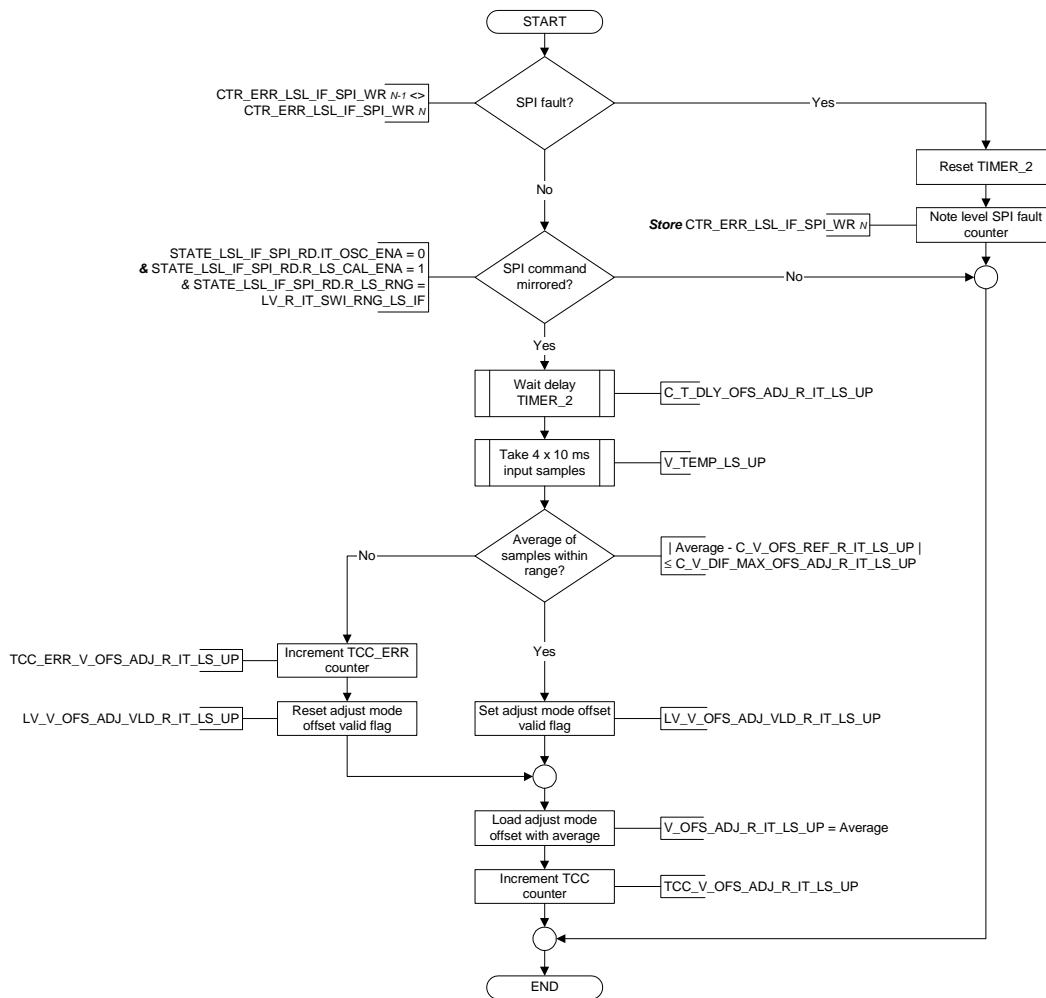 START
CTR_ERR_LSL_IF_SPI_WR N-1 <>
CTR_ERR_LSL_IF_SPI_WR N
SPI fault?
Yes
Reset TIMER_2
No
Store CTR_ERR_LSL_IF_SPI_WR N
Note level SPI fault
counter
STATE_LSL_IF_SPI_RD.IT_OSC_ENA = 0
& STATE_LSL_IF_SPI_RD.R_LS_CAL_ENA = 1
& STATE_LSL_IF_SPI_RD.R_LS_RNG =
LV_R_IT_SWI_RNG_LS_IF
SPI command
mirrored?
No
Yes
Wait delay
TIMER_2
C_T_DLY_OFS_ADJ_R_IT_LS_UP
Take 4 x 10 ms
input samples
V_TEMP_LS_UP
Average of
samples within
range?
No
| Average - C_V_OFS_REF_R_IT_LS_UP |
≤ C_V_DIF_MAX_OFS_ADJ_R_IT_LS_UP
TCC_ERR_V_OFS_ADJ_R_IT_LS_UP
Increment TCC_ERR
counter
Yes
LV_V_OFS_ADJ_VLD_R_IT_LS_UP
Reset adjust mode
offset valid flag
Set adjust mode offset
valid flag
LV_V_OFS_ADJ_VLD_R_IT_LS_UP
Load adjust mode
offset with average
V_OFS_ADJ_R_IT_LS_UP = Average
Increment TCC
counter
TCC_V_OFS_ADJ_R_IT_LS_UP
END